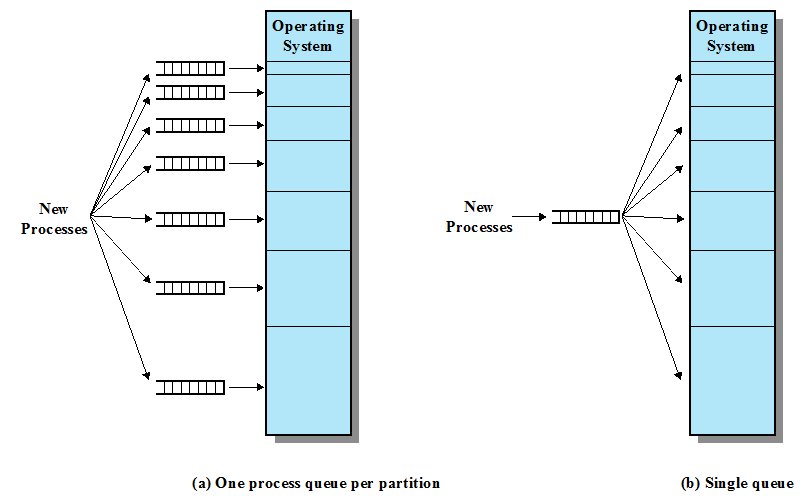 Operating
System
New
Processes
(a) One process queue per partition
Operating
System
New
Processes
(b) Single queue